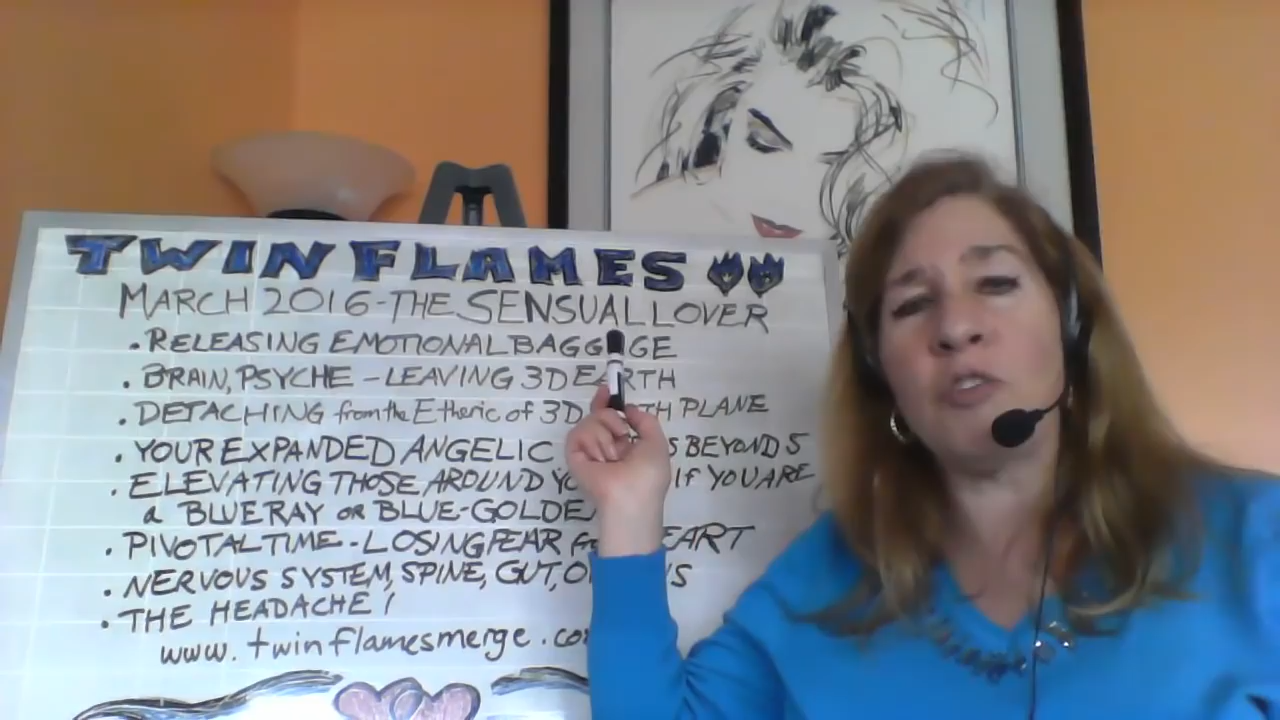 TWIN FLAMES
MARCH 2016-THE SENSUAL LOVER
• RELEASING EMOTIONAL BAGGAGE
• BRAIN, PSYCHE - LEAVING 3D EARTH
• DETACHING from the Etheric of 3D PLANE
• YOUR EXPANDED ANGELIC BEYOND 5
• ELEVATING THOSE AROUND IF YOU ARE
a BLUERAY OR BLUE-GOLDEN
• PIVOTAL TIME - LOSING FEAR
• NERVOUS SYSTEM, SPINE, GUT,
• THE HEADACHE!
www.twinflamesmerge.com